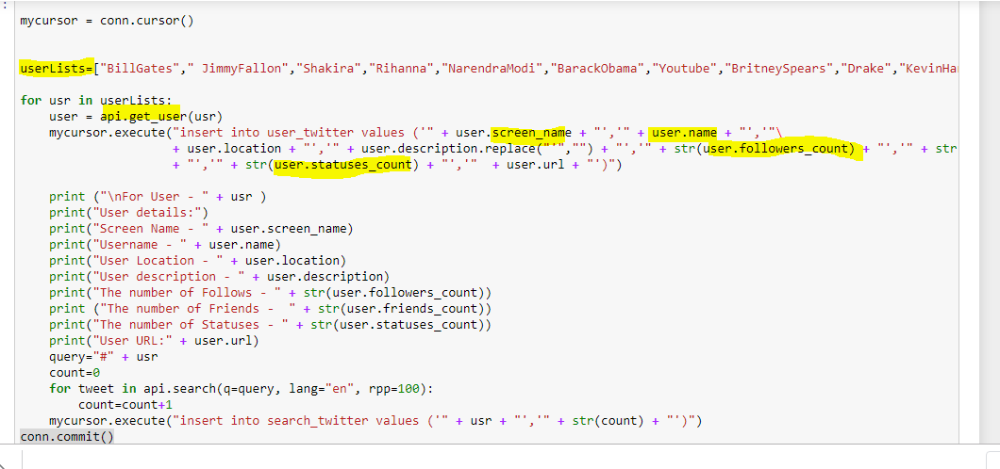 :
mycursor = conn.cursor()
userLists=["BillGates"," JimmyFallon","Shakira","Rihanna","NarendraModi","BarackObama","Youtube","BritneySpears","Drake","KevinHa
for usr in userLists:
user = api.get_user(usr)
mycursor.execute("insert into user_twitter values ('" + user.screen_name + "','" + user.name + "','"\
+ user.location + "','" + user.description.replace("'","") + "','" + str(user.followers_count) + "','" + str
+ "','" + str(user.statuses_count) + "','"  + user.url + "')")
print ("\nFor User - " + usr )
print("User details:")
print("Screen Name - " + user.screen_name)
print("Username - " + user.name)
print("User Location - " + user.location)
print("User description - " + user.description)
print("The number of Follows - " + str(user.followers_count))
print ("The number of Friends -  " + str(user.friends_count))
print("The number of Statuses - " + str(user.statuses_count))
print("User URL:" + user.url)
query="#" + usr
count=0
for tweet in api.search(q=query, lang="en", rpp=100):
count=count+1
mycursor.execute("insert into search_twitter values ('" + usr + "','" + str(count) + "')")
conn.commit()